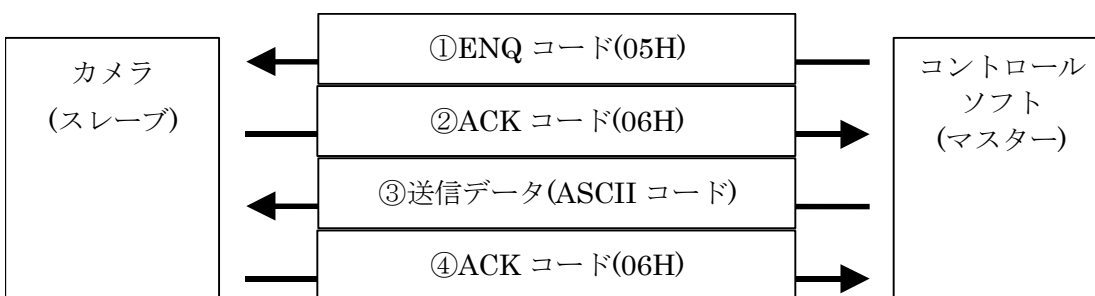 カメラ
(スレーブ)
①ENQ コード(05H)
②ACK コード(06H)
③送信データ(ASCII コード)
④ACK コード(06H)
コントロール
ソフト
(マスター)